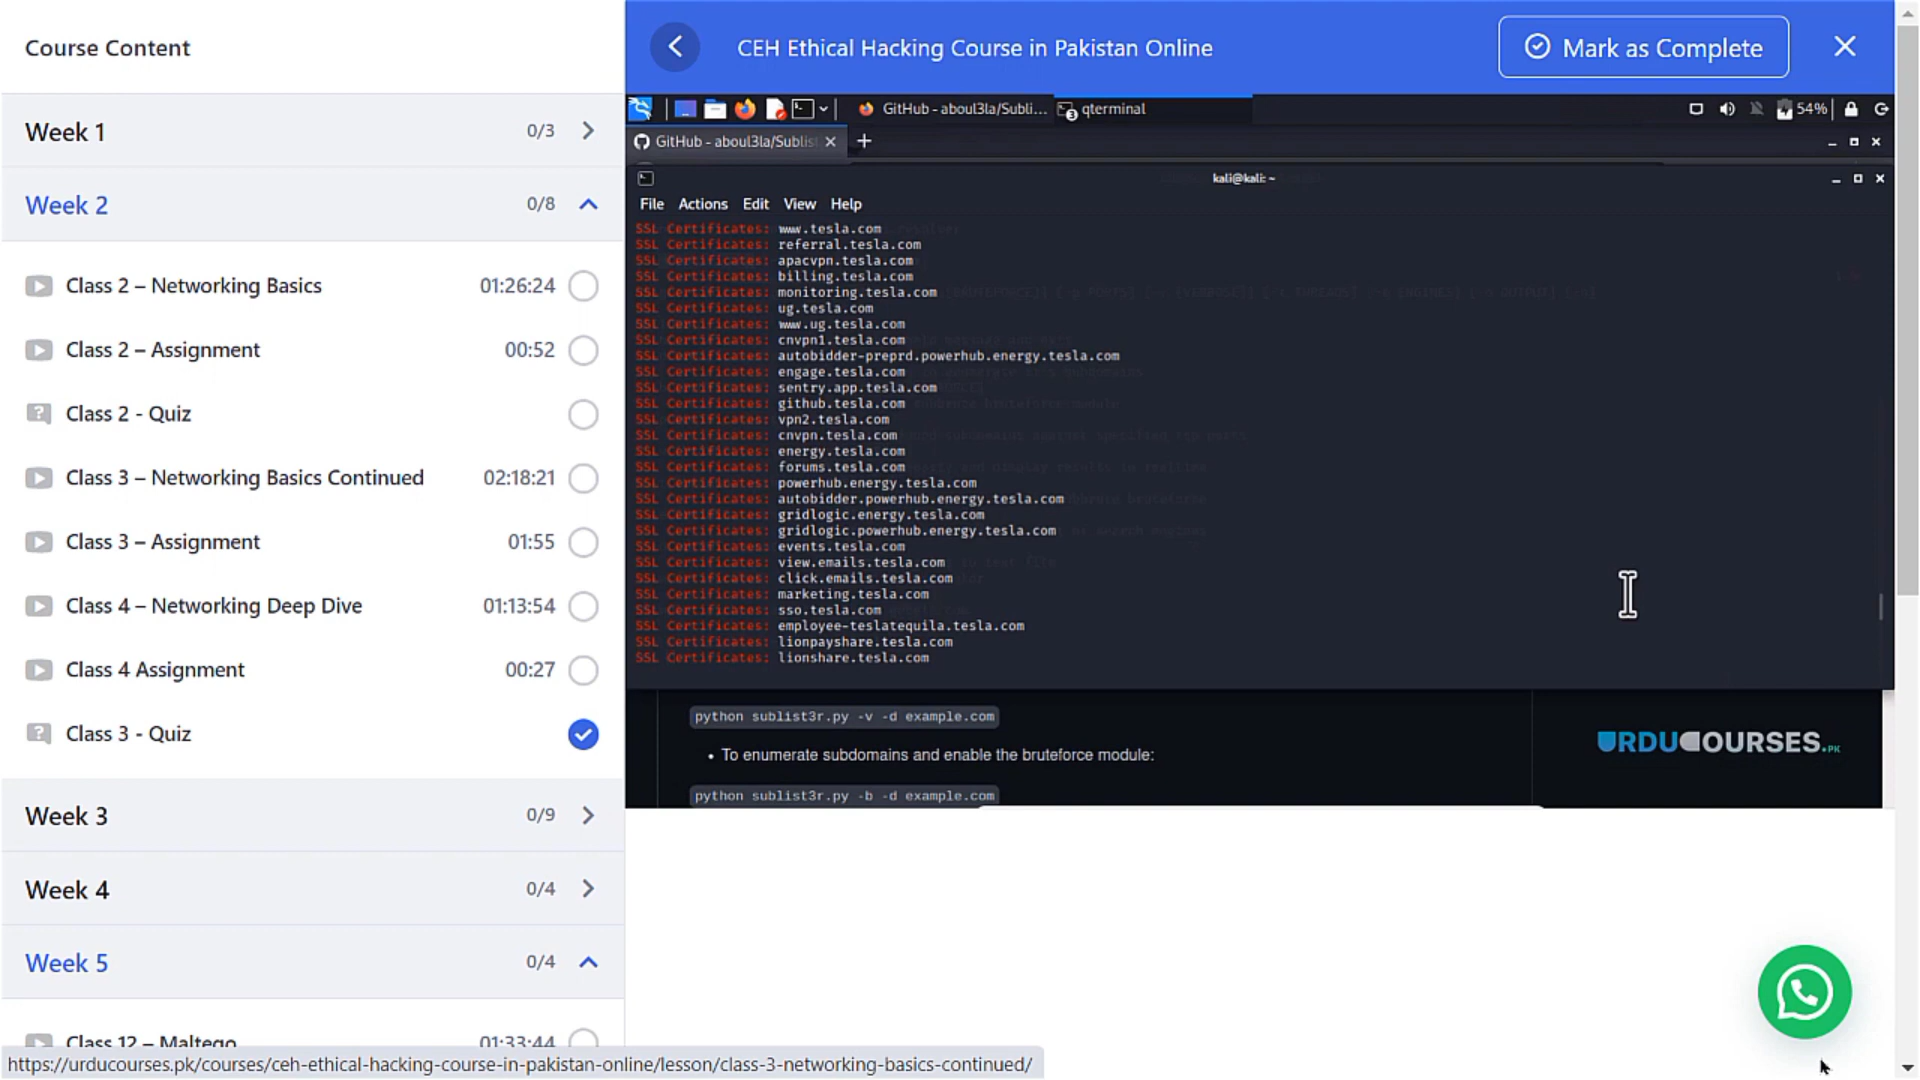 Course Content
Week 1
0/3
Week 2
0/8
Class 2 – Networking Basics
01:26:24
Class 2 – Assignment
00:52
Class 2 - Quiz
Class 3 – Networking Basics Continued
02:18:21
Class 3 – Assignment
01:55
Class 4 – Networking Deep Dive
01:13:54
Class 4 Assignment
00:27
Class 3 - Quiz
Week 3
0/9
Week 4
0/4
Week 5
0/4
Class 12 – Maltego
01:33:44
https://urducourses.pk/courses/ceh-ethical-hacking-course-in-pakistan-online/lesson/class-3-networking-basics-continued/
CEH Ethical Hacking Course in Pakistan Online
Mark as Complete
GitHub - aboul3la/Subli...
qterminal
54%
GitHub - aboul3la/Sublis
kali@kali: ~
File Actions Edit View Help
SSL Certificates: www.tesla.com
SSL Certificates: referral.tesla.com
SSL Certificates: apacvpn.tesla.com
SSL Certificates: billing.tesla.com
SSL Certificates: monitoring.tesla.com
SSL Certificates: ug.tesla.com
SSL Certificates: www.ug.tesla.com
SSL Certificates: cnvpn1.tesla.com
SSL Certificates: autobidder-preprd.powerhub.energy.tesla.com
SSL Certificates: engage.tesla.com
SSL Certificates: sentry.app.tesla.com
SSL Certificates: github.tesla.com
SSL Certificates: vpn2.tesla.com
SSL Certificates: cnvpn.tesla.com
SSL Certificates: energy.tesla.com
SSL Certificates: forums.tesla.com
SSL Certificates: powerhub.energy.tesla.com
SSL Certificates: autobidder.powerhub.energy.tesla.com
SSL Certificates: gridlogic.energy.tesla.com
SSL Certificates: gridlogic.powerhub.energy.tesla.com
SSL Certificates: events.tesla.com
SSL Certificates: view.emails.tesla.com
SSL Certificates: click.emails.tesla.com
SSL Certificates: marketing.tesla.com
SSL Certificates: sso.tesla.com
SSL Certificates: employee-teslatequila.tesla.com
SSL Certificates: lionpayshare.tesla.com
SSL Certificates: lionshare.tesla.com
python sublist3r.py -v -d example.com
• To enumerate subdomains and enable the bruteforce module:
python sublist3r.py -b -d example.com
URDUCOURSES.PK